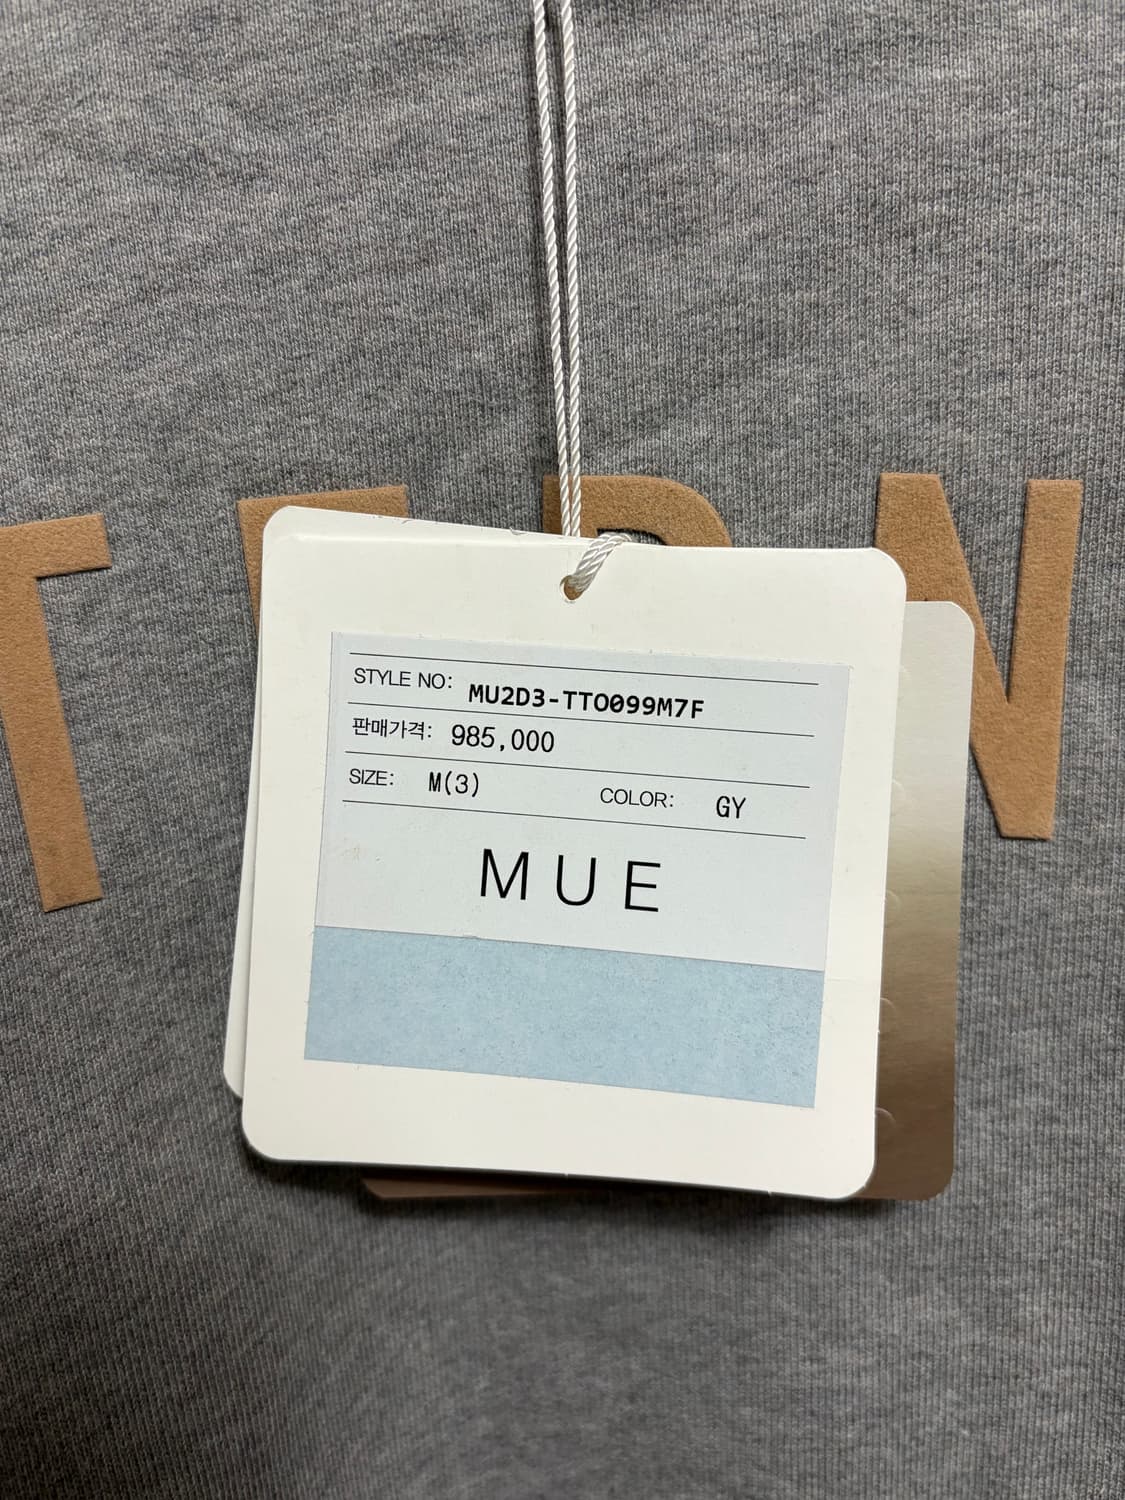 STYLE NO: MU2D3-TTO099M7F
판매가격: 985,000
SIZE: M(3) COLOR: GY
MUE